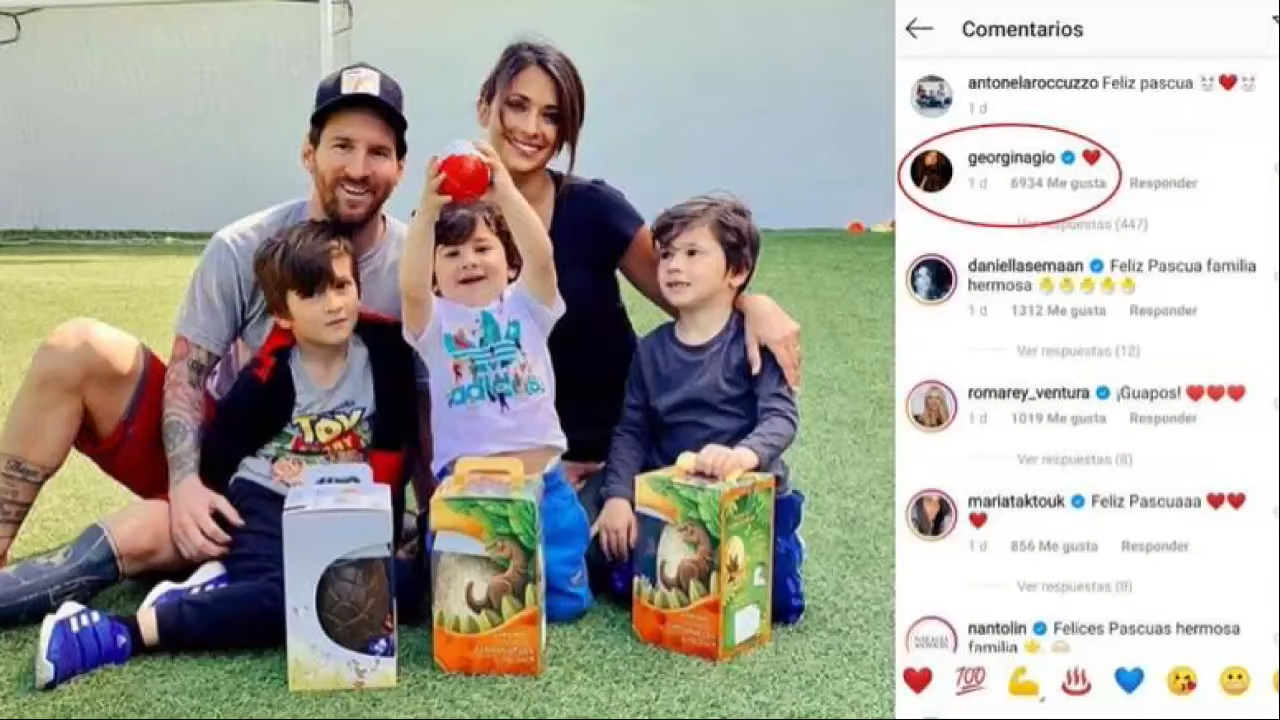 Comentarios
antonelaroccuzzo Feliz pascua 🐰❤️🐰
1 d
georginagio ❤️
1 d 6934 Me gusta Responder
Ver respuestas (447)
daniellasemaan Feliz Pascua familia
hermosa 🐥🐥🐥🐥🐥
1 d 1312 Me gusta Responder
Ver respuestas (12)
romarey_ventura ¡Guapos! ❤️❤️❤️
1 d 1019 Me gusta Responder
Ver respuestas (8)
mariataktouk Feliz Pascuaaa ❤️❤️
❤️
1 d 856 Me gusta Responder
Ver respuestas (8)
nantolin Felices Pascuas hermosa
familia
100
TOY
adidas